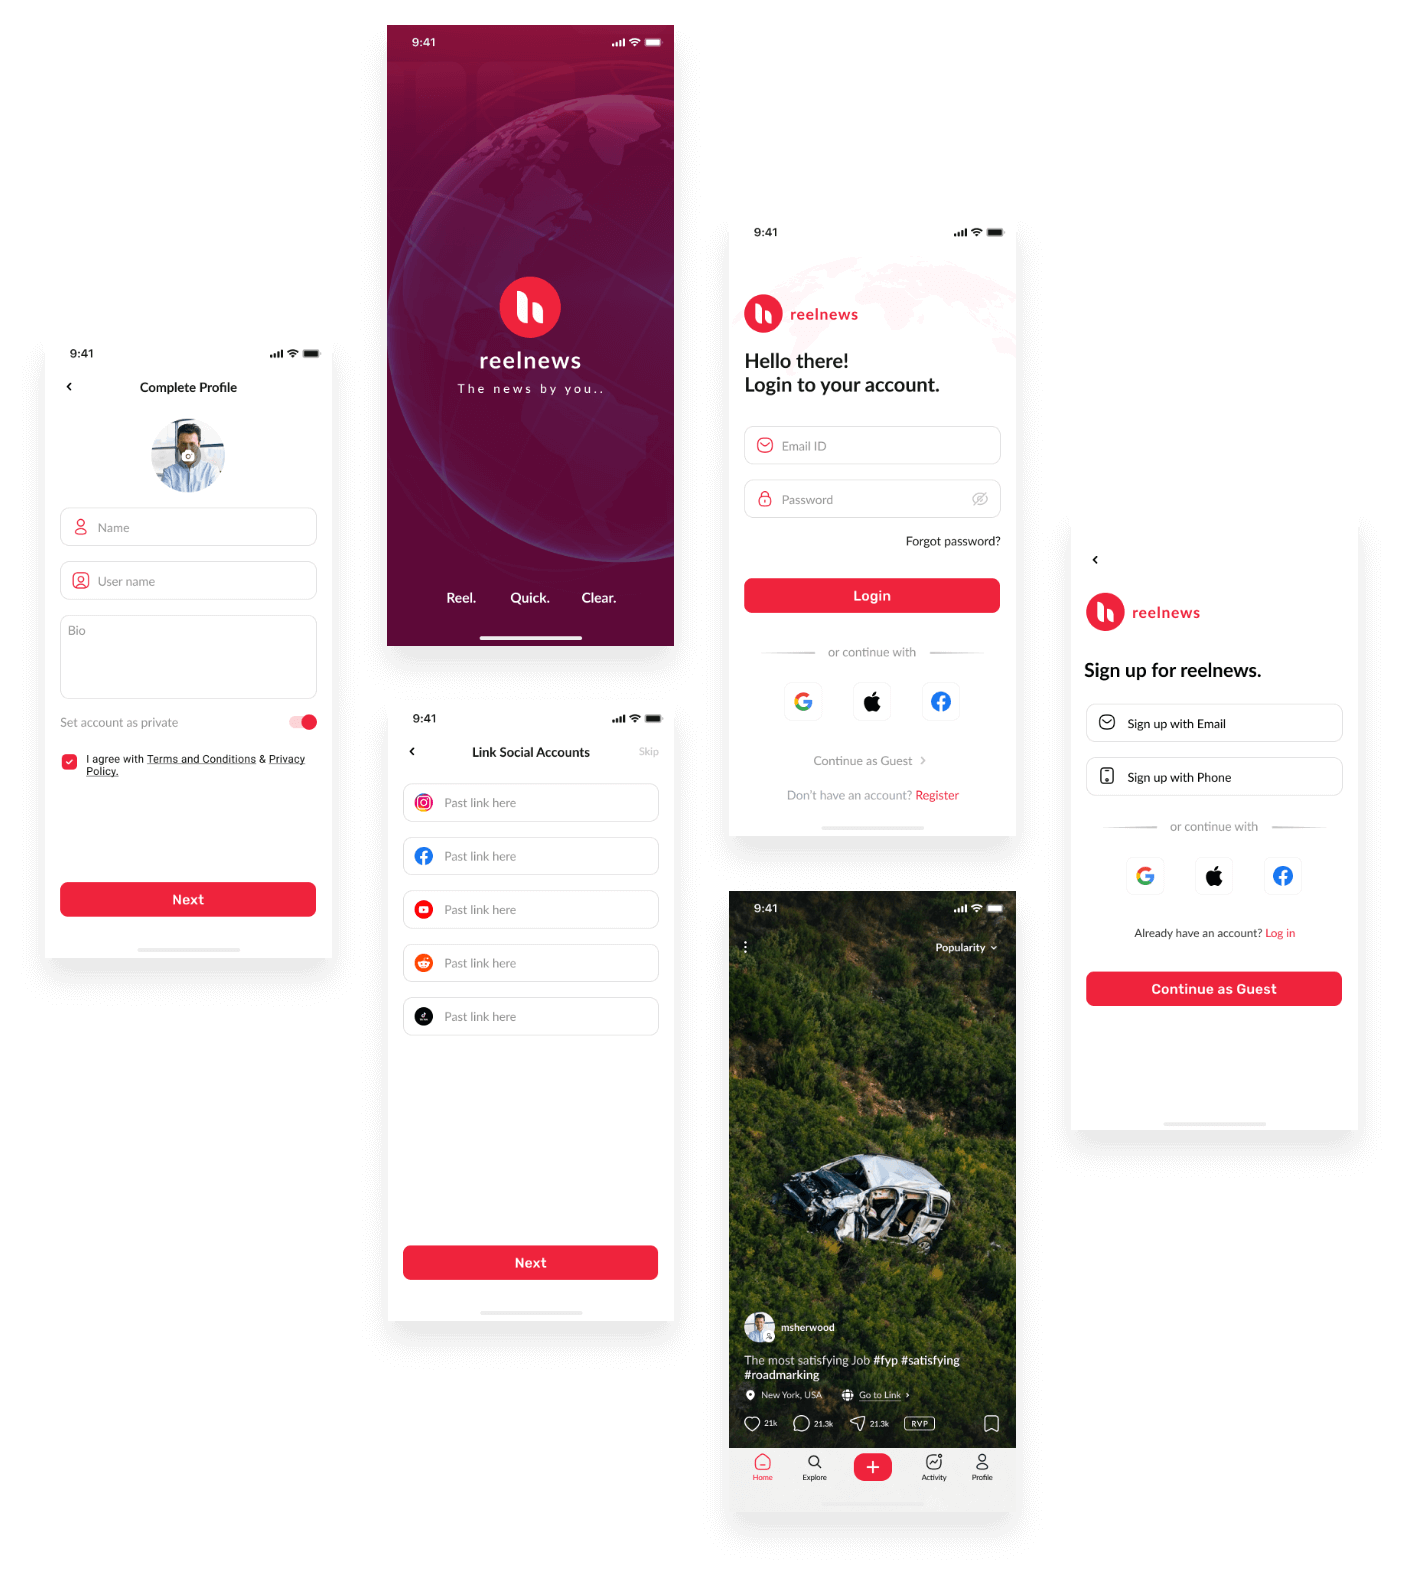 9:41
Complete Profile
Name
User name
Bio
Set account as private
I agree with Terms and Conditions & Privacy
Policy.
Next
9:41
reelnews
The news by you..
Reel. Quick. Clear.
9:41
Link Social Accounts Skip
Past link here
Past link here
Past link here
Past link here
Past link here
Next
9:41
reelnews
Hello there!
Login to your account.
Email ID
Password
Forgot password?
Login
or continue with
Continue as Guest
Don't have an account? Register
9:41
Popularity
msherwood
The most satisfying Job #fyp #satisfying
#roadmarking
New York, USA Go to Link
21k 21.3k 21.3k RVP
Home Explore Activity Profile
reelnews
Sign up for reelnews.
Sign up with Email
Sign up with Phone
or continue with
Already have an account? Log in
Continue as Guest